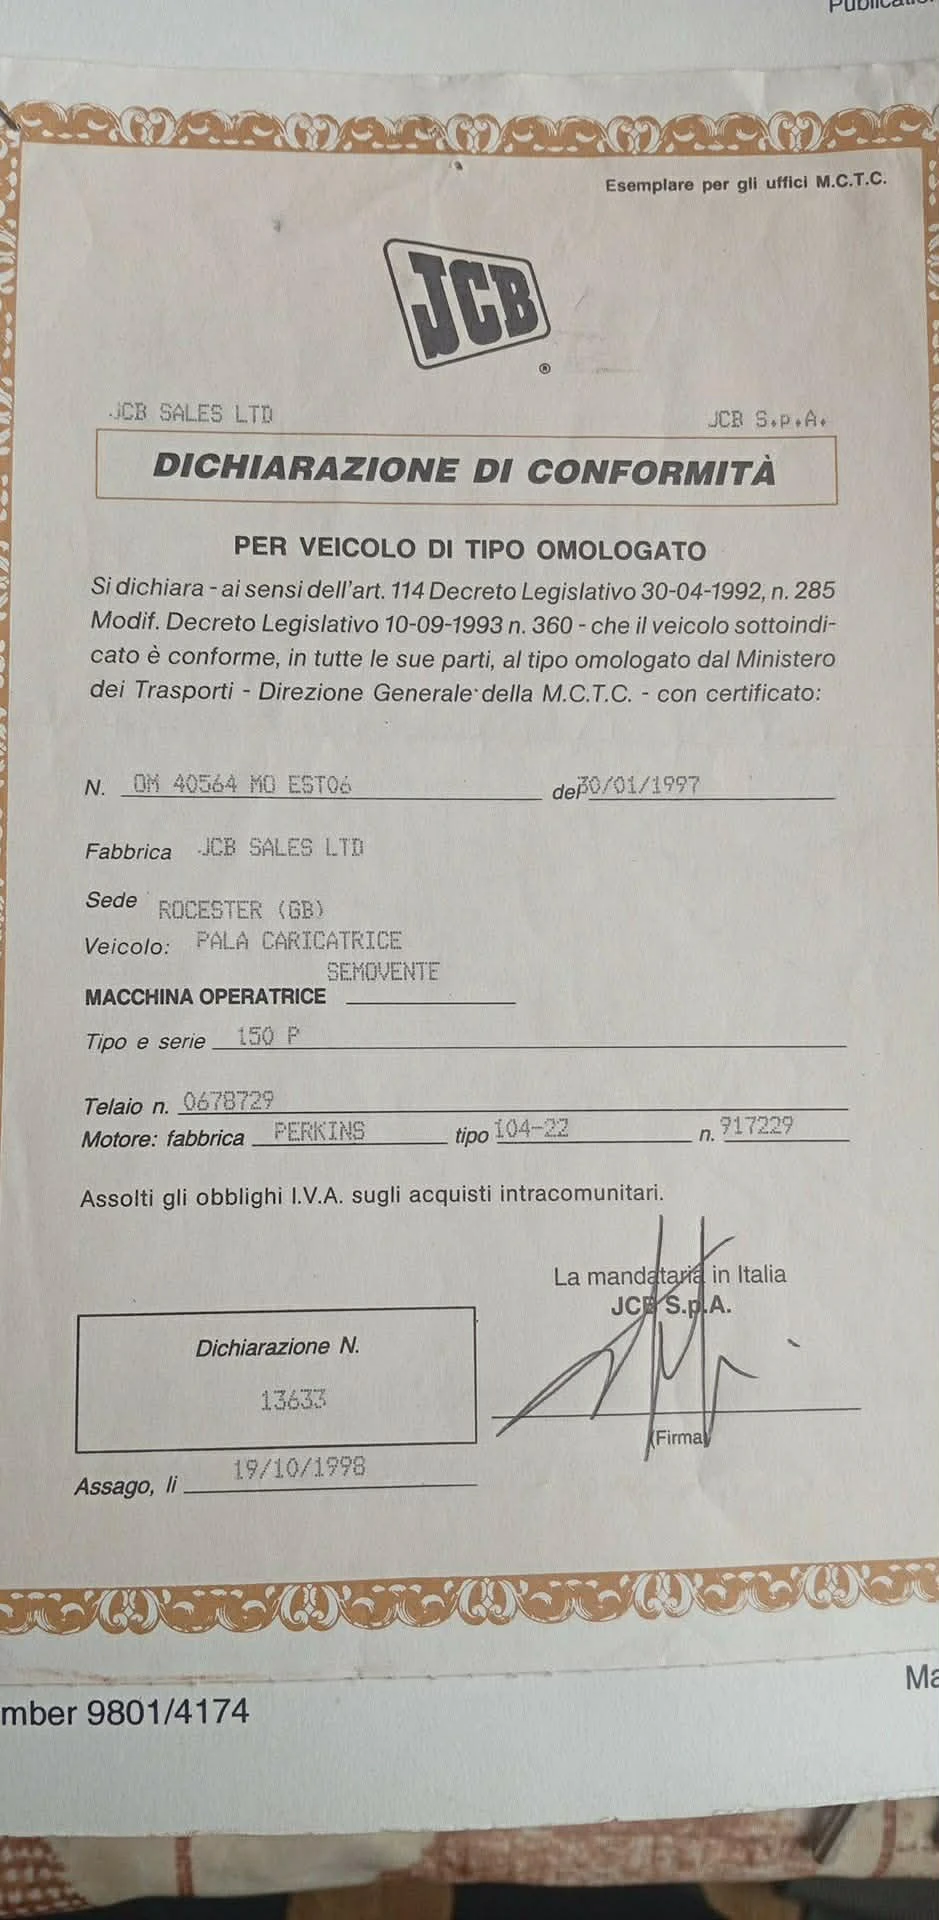 Esemplare per gli uffici M.C.T.C.
JCB
®
JCB SALES LTD JCB S.p.A.
DICHIARAZIONE DI CONFORMITÀ
PER VEICOLO DI TIPO OMOLOGATO
Si dichiara - ai sensi dell'art. 114 Decreto Legislativo 30-04-1992, n. 285
Modif. Decreto Legislativo 10-09-1993 n. 360 - che il veicolo sottoindi-
cato è conforme, in tutte le sue parti, al tipo omologato dal Ministero
dei Trasporti - Direzione Generale della M.C.T.C. - con certificato:
N. OM 40564 MO EST06 del 30/01/1997
Fabbrica JCB SALES LTD
Sede ROCESTER (GB)
Veicolo: PALA CARICATRICE
SEMOVENTE
MACCHINA OPERATRICE
Tipo e serie 150 P
Telaio n. 0678729
Motore: fabbrica PERKINS tipo 104-22 n. 917229
Assolti gli obblighi I.V.A. sugli acquisti intracomunitari.
La mandataria in Italia
JCB S.p.A.
Dichiarazione N.
13633
(Firma)
Assago, li 19/10/1998
mber 9801/4174